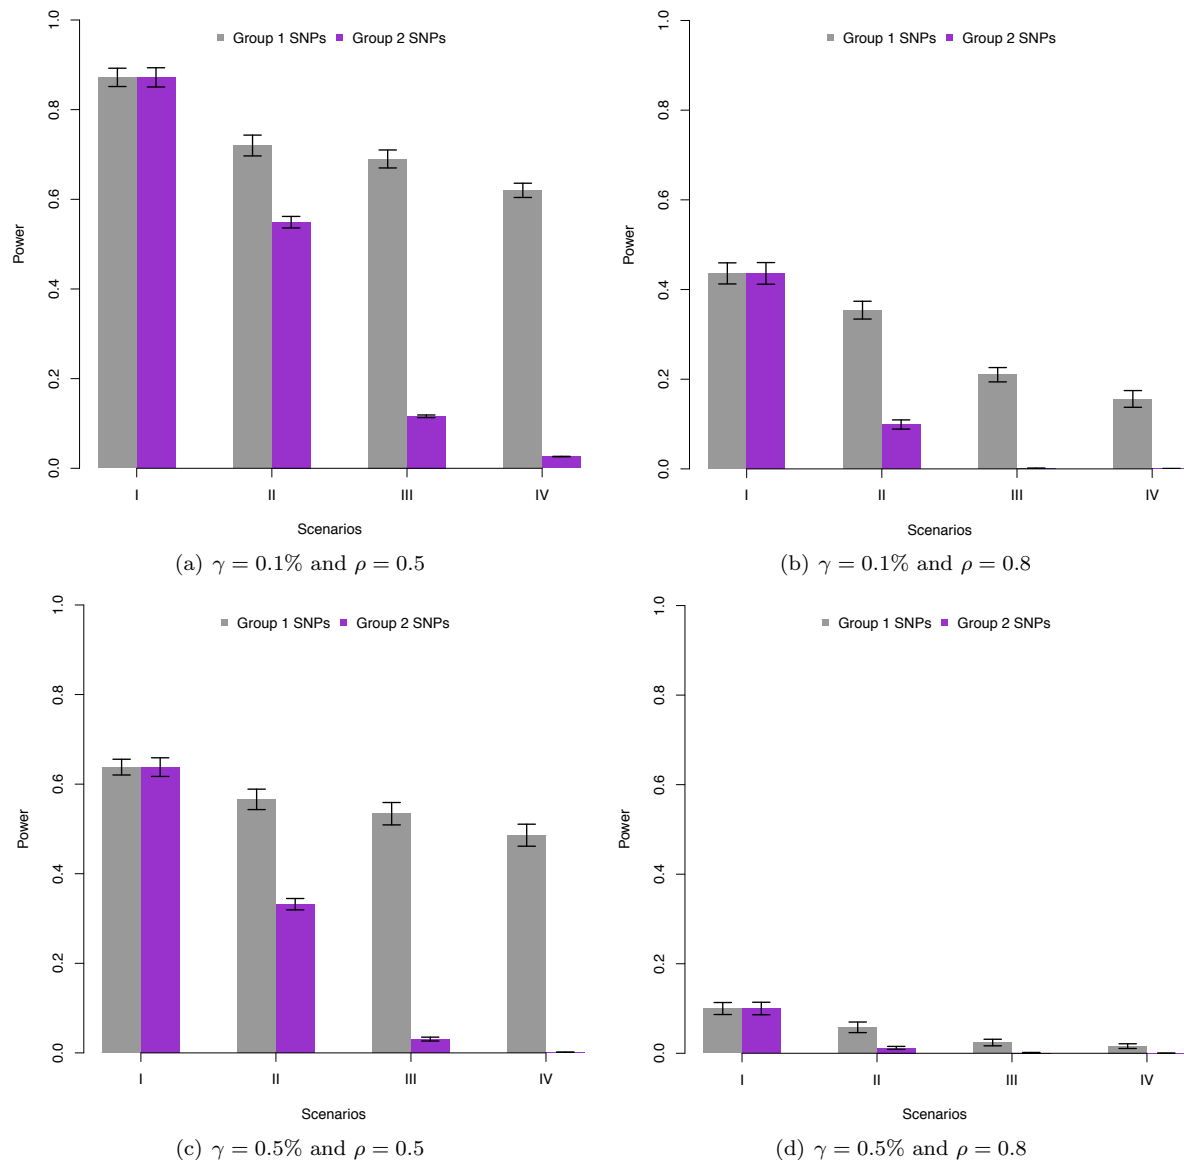 Group 1 SNPs Group 2 SNPs
Power
0.0 0.2 0.4 0.6 0.8 1.0
I II III IV
Scenarios
(a) γ = 0.1% and ρ = 0.5
Group 1 SNPs Group 2 SNPs
Power
0.0 0.2 0.4 0.6 0.8 1.0
I II III IV
Scenarios
(b) γ = 0.1% and ρ = 0.8
Group 1 SNPs Group 2 SNPs
Power
0.0 0.2 0.4 0.6 0.8 1.0
I II III IV
Scenarios
(c) γ = 0.5% and ρ = 0.5
Group 1 SNPs Group 2 SNPs
Power
0.0 0.2 0.4 0.6 0.8 1.0
I II III IV
Scenarios
(d) γ = 0.5% and ρ = 0.8